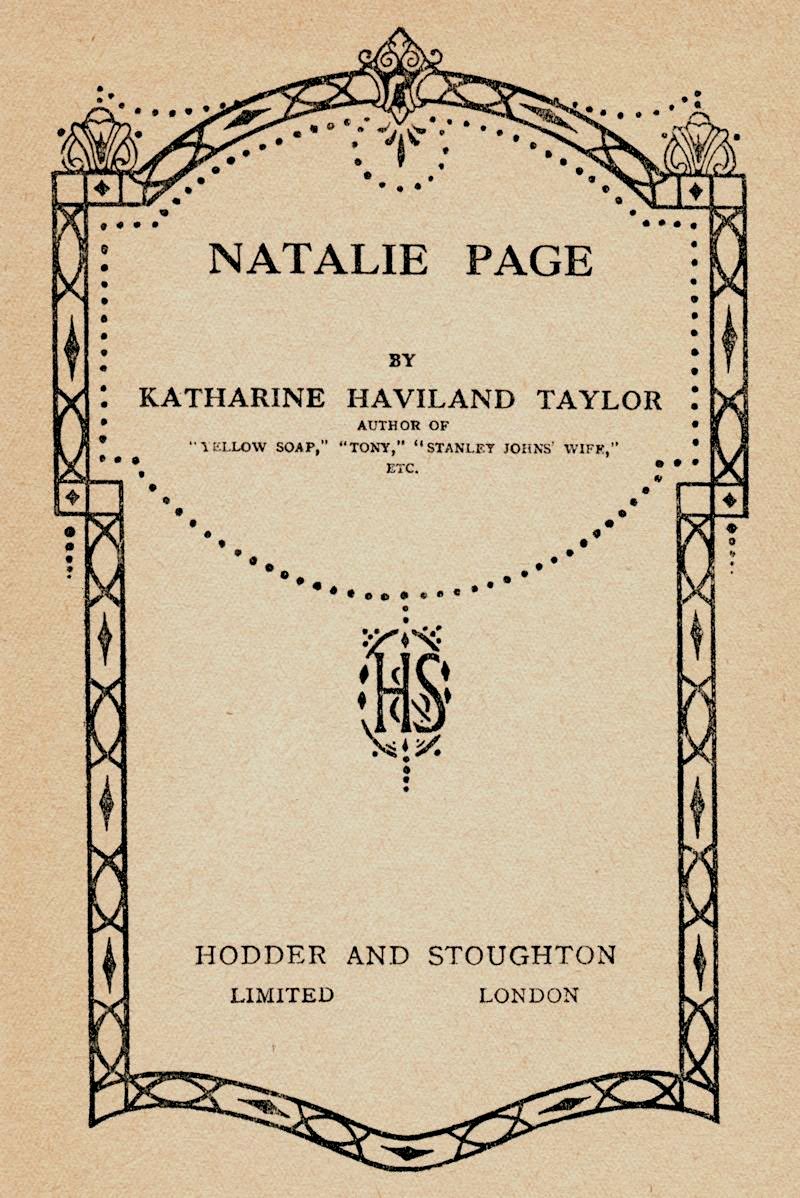 NATALIE PAGE
BY
KATHARINE HAVILAND TAYLOR
AUTHOR OF
"YELLOW SOAP," "TONY," "STANLEY JOHNS' WIFE,"
ETC.
HS
HODDER AND STOUGHTON
LIMITED LONDON